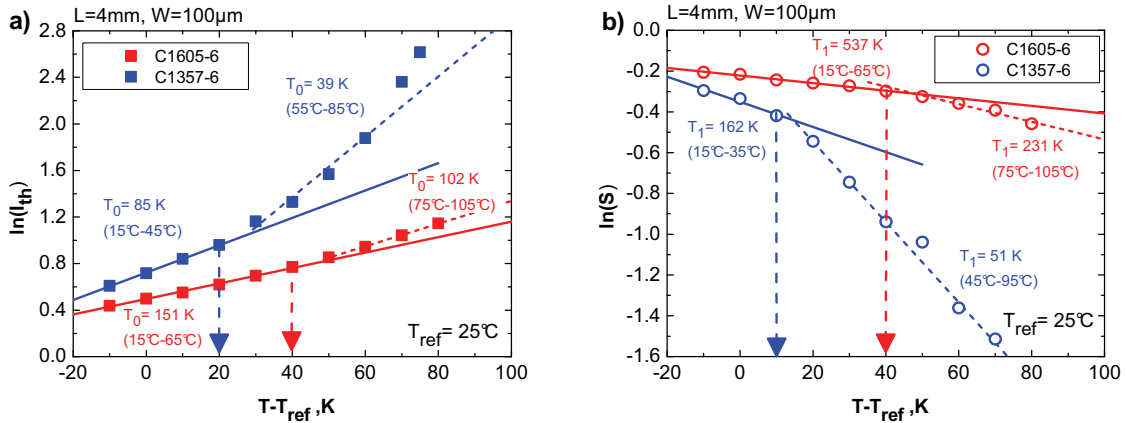 a)
L=4mm, W=100µm
C1605-6
C1357-6
T0= 39 K
(55℃-85℃)
T0= 85 K
(15℃-45℃)
T0= 102 K
(75℃-105℃)
T0= 151 K
(15℃-65℃)
Tref= 25℃
ln(Ith)
2.8
2.4
2.0
1.6
1.2
0.8
0.4
0.0
-20 0 20 40 60 80 100
T-Tref ,K
b)
L=4mm, W=100µm
C1605-6
C1357-6
T1= 537 K
(15℃-65℃)
T1= 162 K
(15℃-35℃)
T1= 231 K
(75℃-105℃)
T1= 51 K
(45℃-95℃)
Tref= 25℃
ln(S)
0.0
-0.2
-0.4
-0.6
-0.8
-1.0
-1.2
-1.4
-1.6
-20 0 20 40 60 80 100
T-Tref ,K